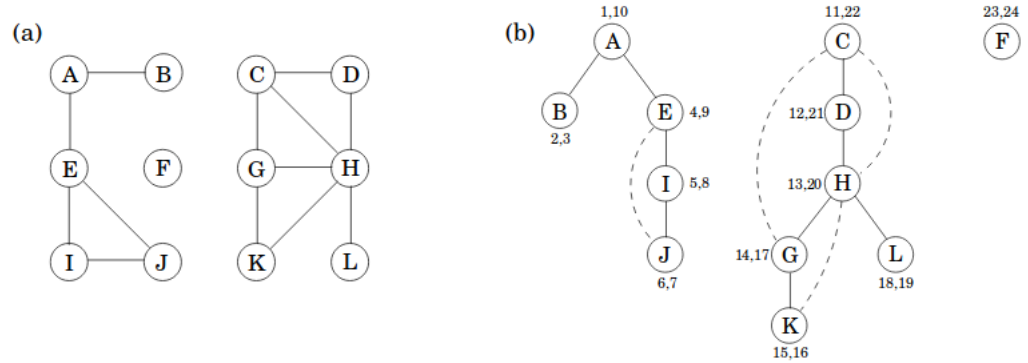 (a)
A B C D
E F G H
I J K L
(b)
1,10 11,22 23,24
A C F
B E 4,9 12,21 D
2,3
I 5,8 13,20 H
J 14,17 G L
6,7 18,19
K
15,16